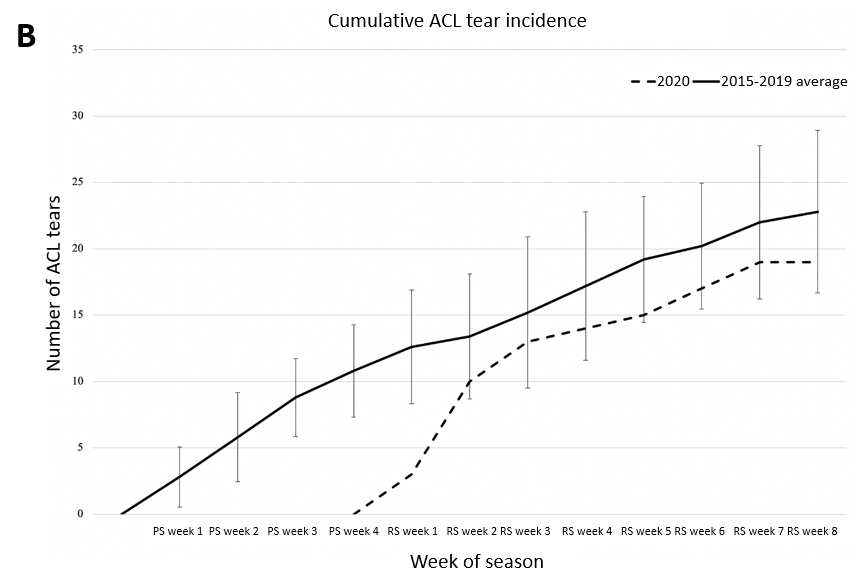 B
Cumulative ACL tear incidence
2020 2015-2019 average
Number of ACL tears
35
30
25
20
15
10
5
0
PS week 1 PS week 2 PS week 3 PS week 4 RS week 1 RS week 2 RS week 3 RS week 4 RS week 5 RS week 6 RS week 7 RS week 8
Week of season